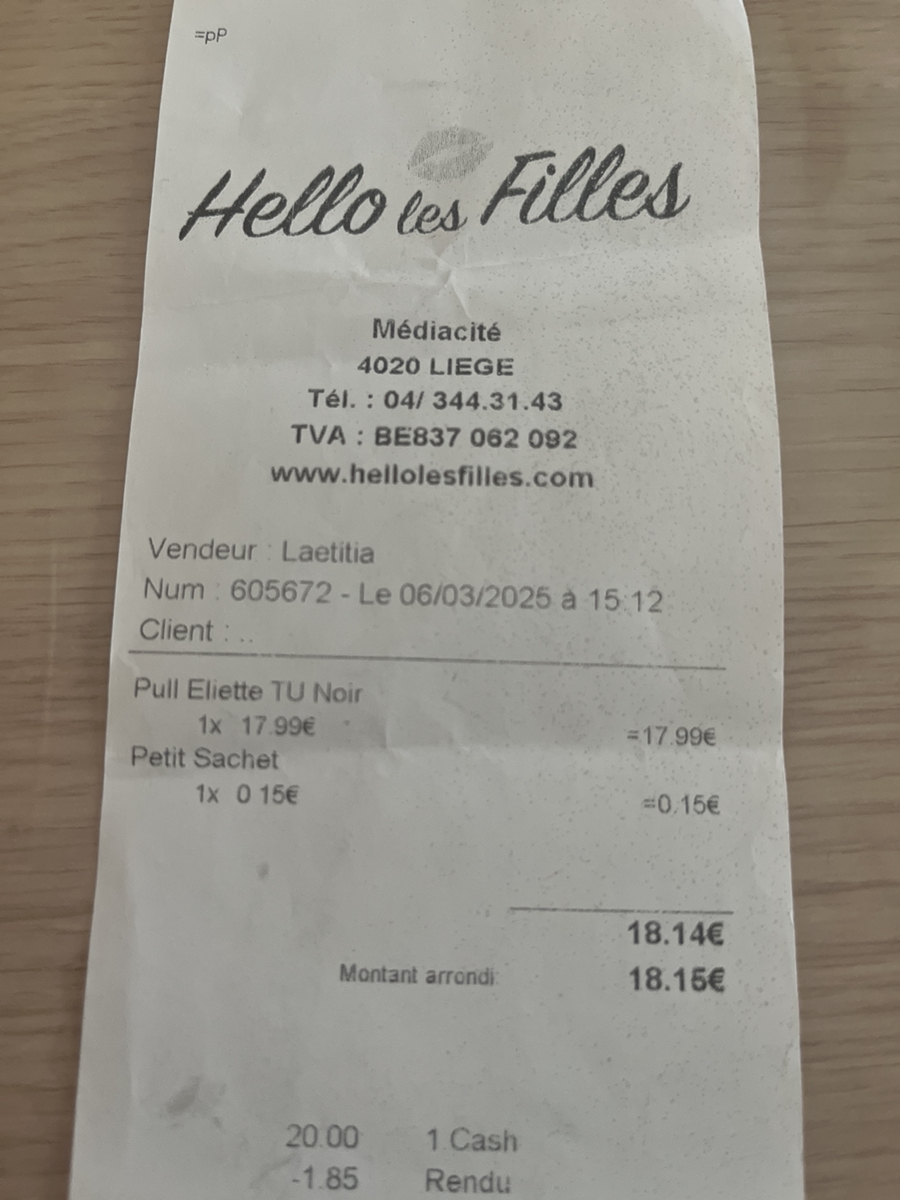 =pP
Hello les Filles
Médiacité
4020 LIEGE
Tél. : 04/ 344.31.43
TVA : BE837 062 092
www.hellolesfilles.com
Vendeur : Laetitia
Num : 605672 - Le 06/03/2025 à 15:12
Client : ..
Pull Eliette TU Noir
1x 17.99€ =17.99€
Petit Sachet
1x 0.15€ =0.15€
18.14€
Montant arrondi 18.15€
20.00 1 Cash
-1.85 Rendu